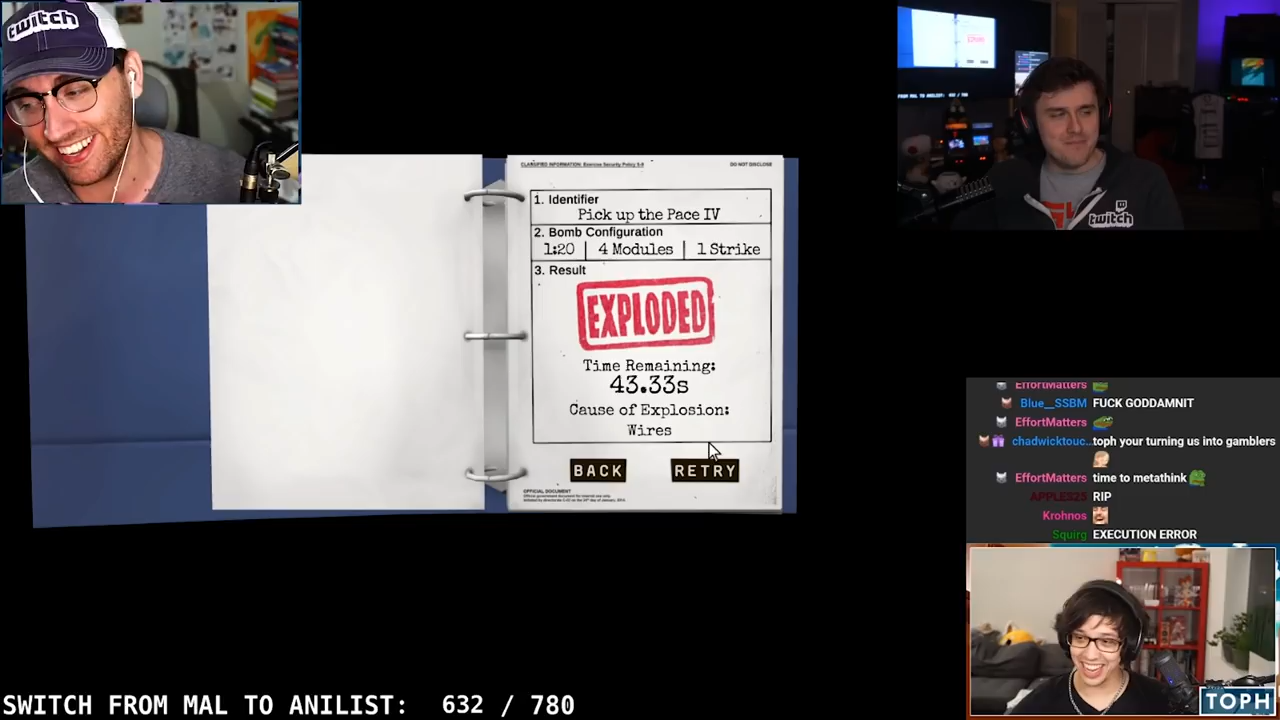 twitch
twitch
CLASSIFIED INFORMATION: Exercise Security Policy 5-8
DO NOT DISCLOSE
1. Identifier
Pick up the Pace IV
2. Bomb Configuration
1:20 | 4 Modules | 1 Strike
3. Result
EXPLODED
Time Remaining:
43.33s
Cause of Explosion:
Wires
BACK
RETRY
OFFICIAL DOCUMENT
EffortMatters
Blue__SSBM FUCK GODDAMNIT
EffortMatters
chadwicktouc… toph your turning us into gamblers
EffortMatters time to metathink
APPLES25 RIP
Krohnos
Squirg EXECUTION ERROR
TOPH
SWITCH FROM MAL TO ANILIST: 632 / 780